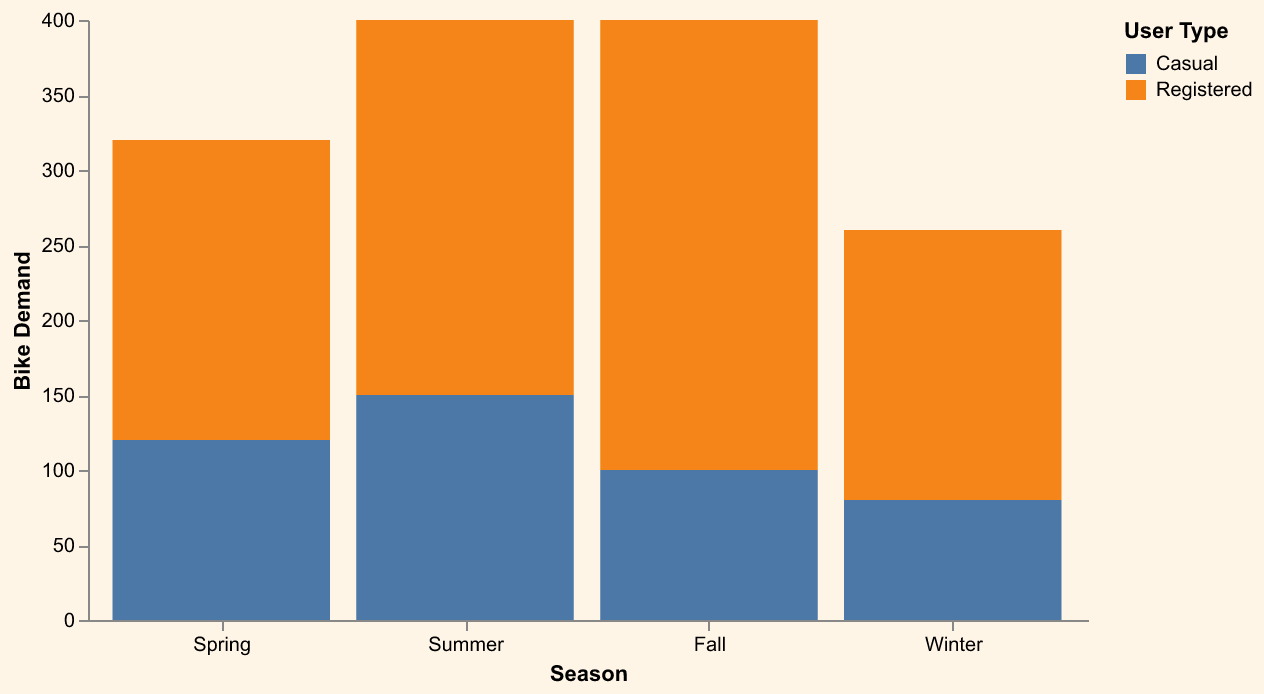 User Type
Casual
Registered
400
350
300
250
200
150
100
50
0
Bike Demand
Spring
Summer
Fall
Winter
Season